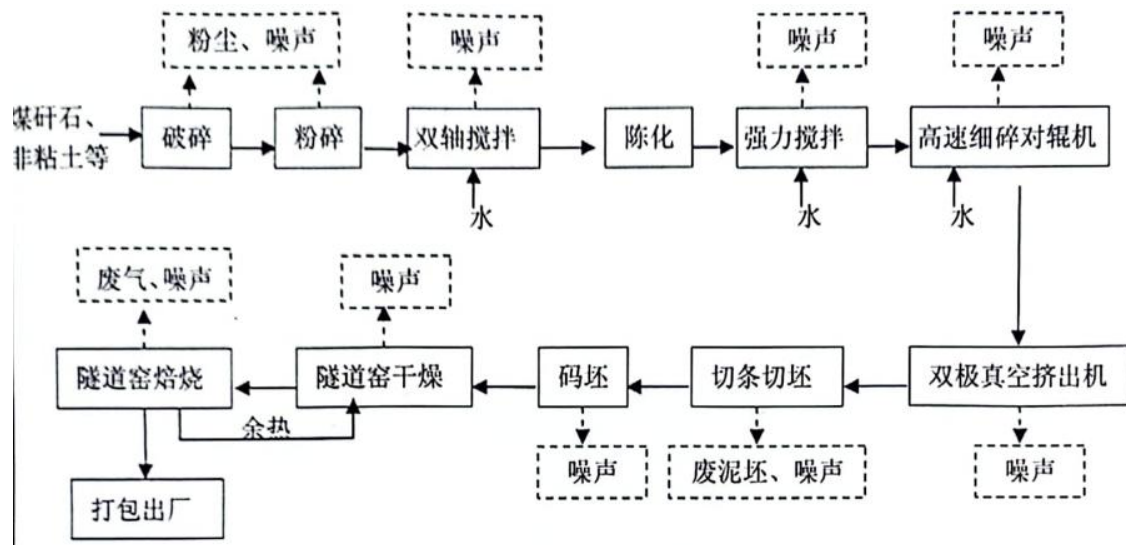 粉尘、噪声
噪声
噪声
噪声
煤矸石、
非粘土等
破碎
粉碎
双轴搅拌
陈化
强力搅拌
高速细碎对辊机
水
水
水
废气、噪声
噪声
隧道窑焙烧
隧道窑干燥
码坯
切条切坯
双极真空挤出机
余热
噪声
废泥坯、噪声
噪声
打包出厂